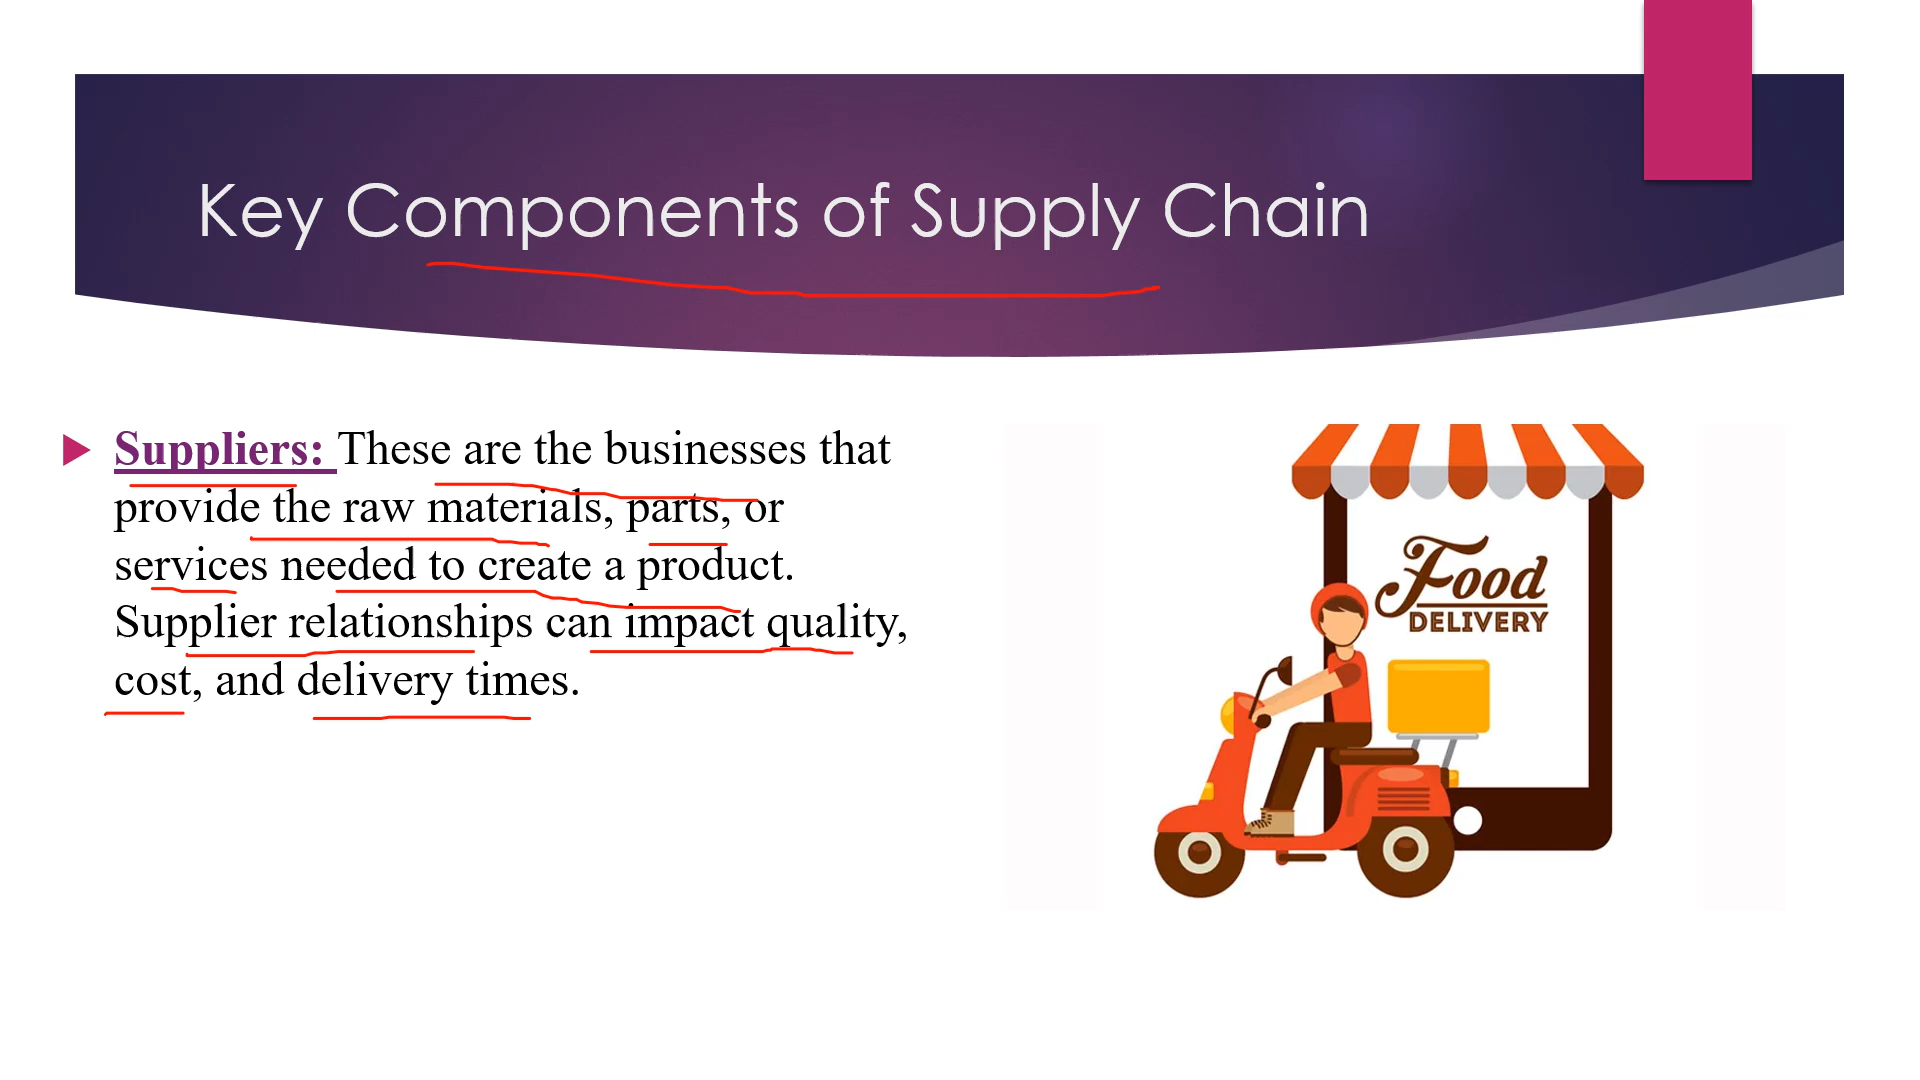 Key Components of Supply Chain
Suppliers: These are the businesses that
provide the raw materials, parts, or
services needed to create a product.
Supplier relationships can impact quality,
cost, and delivery times.
Food
DELIVERY